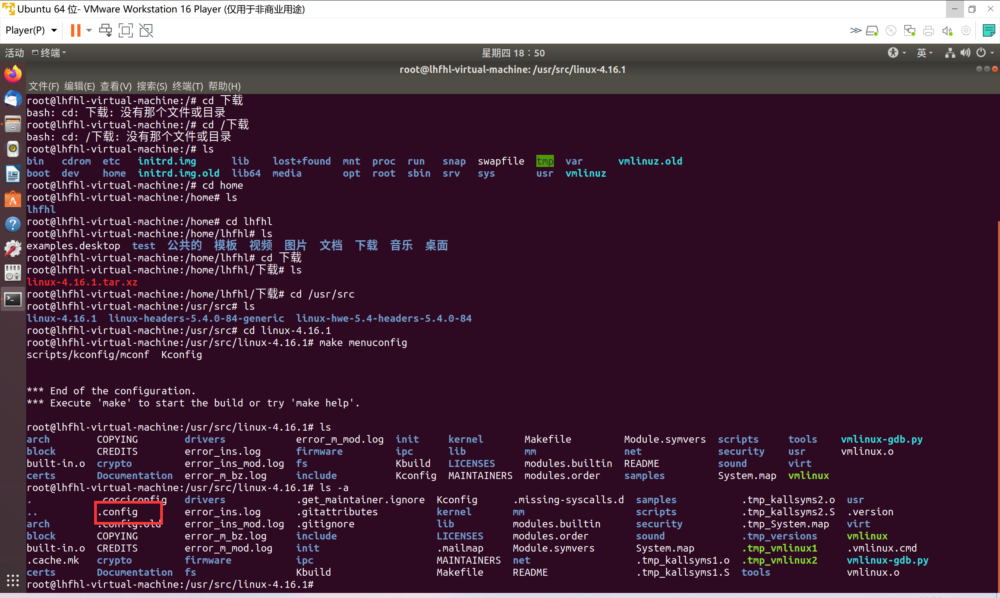 Ubuntu 64 位- VMware Workstation 16 Player (仅用于非商业用途)
Player(P)
活动 终端 星期四 18：50 英
root@lhfhl-virtual-machine: /usr/src/linux-4.16.1
文件(F) 编辑(E) 查看(V) 搜索(S) 终端(T) 帮助(H)
root@lhfhl-virtual-machine:/# cd 下载
bash: cd: 下载: 没有那个文件或目录
root@lhfhl-virtual-machine:/# cd /下载
bash: cd: /下载: 没有那个文件或目录
root@lhfhl-virtual-machine:/# ls
bin cdrom etc initrd.img lib lost+found mnt proc run snap swapfile tmp var vmlinuz.old
boot dev home initrd.img.old lib64 media opt root sbin srv sys usr vmlinuz
root@lhfhl-virtual-machine:/# cd home
root@lhfhl-virtual-machine:/home# ls
lhfhl
root@lhfhl-virtual-machine:/home# cd lhfhl
root@lhfhl-virtual-machine:/home/lhfhl# ls
examples.desktop test 公共的 模板 视频 图片 文档 下载 音乐 桌面
root@lhfhl-virtual-machine:/home/lhfhl# cd 下载
root@lhfhl-virtual-machine:/home/lhfhl/下载# ls
linux-4.16.1.tar.xz
root@lhfhl-virtual-machine:/home/lhfhl/下载# cd /usr/src
root@lhfhl-virtual-machine:/usr/src# ls
linux-4.16.1 linux-headers-5.4.0-84-generic linux-hwe-5.4-headers-5.4.0-84
root@lhfhl-virtual-machine:/usr/src# cd linux-4.16.1
root@lhfhl-virtual-machine:/usr/src/linux-4.16.1# make menuconfig
scripts/kconfig/mconf Kconfig
*** End of the configuration.
*** Execute 'make' to start the build or try 'make help'.
root@lhfhl-virtual-machine:/usr/src/linux-4.16.1# ls
arch COPYING drivers error_m_mod.log init kernel Makefile Module.symvers scripts tools vmlinux-gdb.py
block CREDITS error_ins.log firmware ipc lib mm net security usr vmlinux.o
built-in.o crypto error_ins_mod.log fs Kbuild LICENSES modules.builtin README sound virt
certs Documentation error_m_bz.log include Kconfig MAINTAINERS modules.order samples System.map vmlinux
root@lhfhl-virtual-machine:/usr/src/linux-4.16.1# ls -a
. .cocciconfig drivers .get_maintainer.ignore Kconfig .missing-syscalls.d samples .tmp_kallsyms2.o usr
.. .config error_ins.log .gitattributes kernel mm scripts .tmp_kallsyms2.S .version
arch .config.old error_ins_mod.log .gitignore lib modules.builtin security .tmp_System.map virt
block COPYING error_m_bz.log include LICENSES modules.order sound .tmp_versions vmlinux
built-in.o CREDITS error_m_mod.log init .mailmap Module.symvers System.map .tmp_vmlinux1 .vmlinux.cmd
.cache.mk crypto firmware ipc MAINTAINERS net .tmp_kallsyms1.o .tmp_vmlinux2 vmlinux-gdb.py
certs Documentation fs Kbuild Makefile README .tmp_kallsyms1.S tools vmlinux.o
root@lhfhl-virtual-machine:/usr/src/linux-4.16.1#